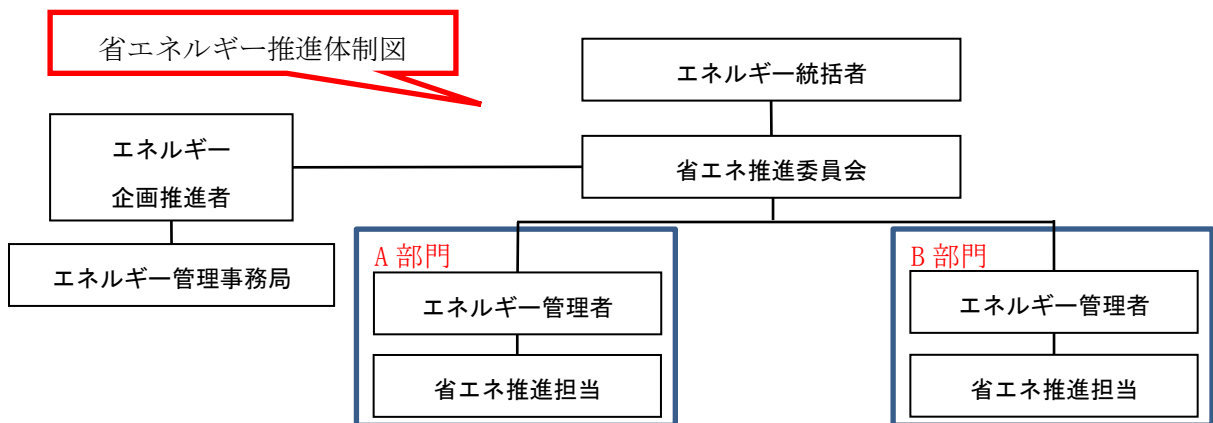 省エネルギー推進体制図
エネルギー統括者
エネルギー
企画推進者
省エネ推進委員会
エネルギー管理事務局
A 部門
エネルギー管理者
省エネ推進担当
B 部門
エネルギー管理者
省エネ推進担当